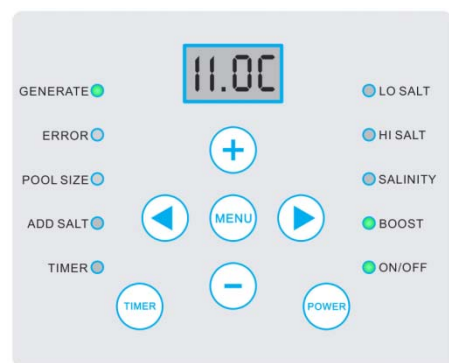 11.0C
GENERATE
ERROR
POOL SIZE
ADD SALT
TIMER
LO SALT
HI SALT
SALINITY
BOOST
ON/OFF
+
MENU
−
TIMER
POWER